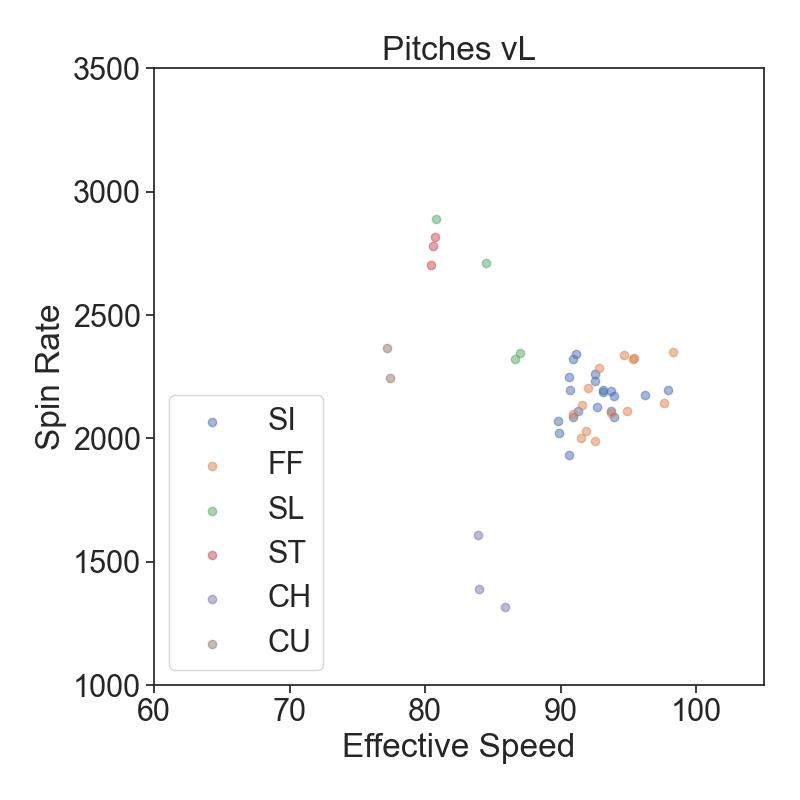 Pitches vL
3500
3000
2500
2000
1500
1000
Spin Rate
SI
FF
SL
ST
CH
CU
60 70 80 90 100
Effective Speed